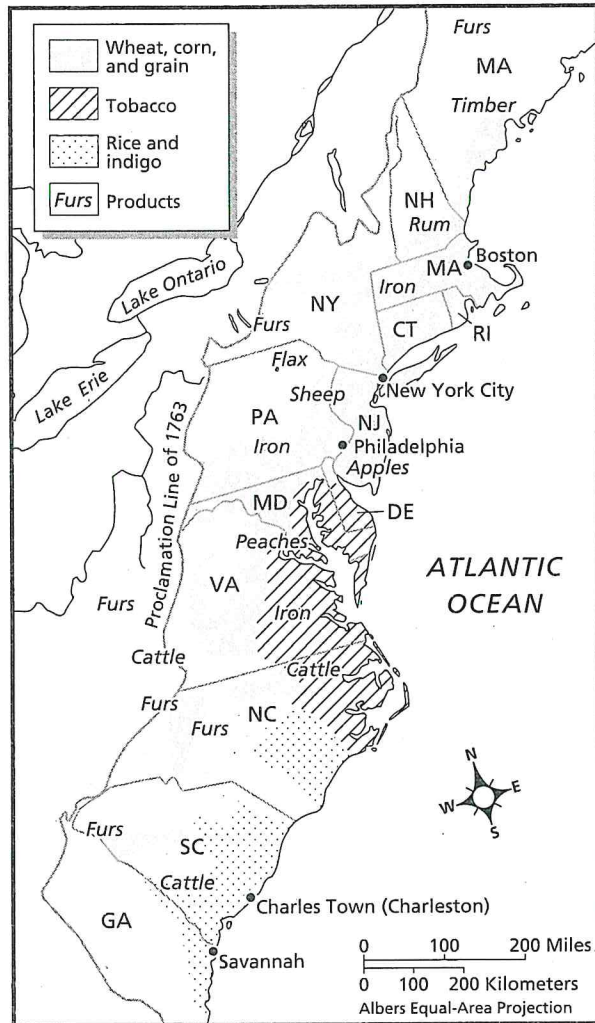 Wheat, corn,
and grain
Tobacco
Rice and
indigo
Furs Products
Furs
MA
Timber
NH
Rum
Boston
MA
Iron
Lake Ontario
NY
CT
RI
Furs
Flax
Lake Erie
New York City
Sheep
PA
NJ
Iron
Philadelphia
Apples
Proclamation Line of 1763
MD
DE
Peaches
VA
ATLANTIC
OCEAN
Furs
Iron
Cattle
Cattle
Furs
NC
Furs
N
E
W
S
Furs
SC
Cattle
Charles Town (Charleston)
GA
Savannah
0 200 Miles
0 100 200 Kilometers
Albers Equal-Area Projection